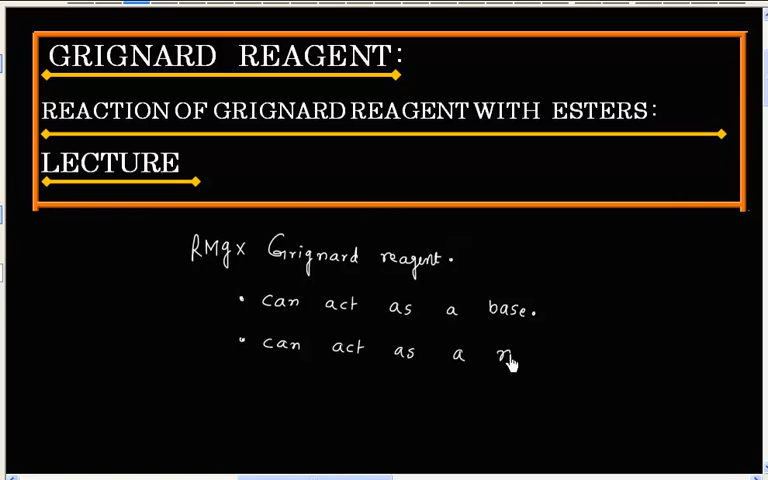 GRIGNARD REAGENT:
REACTION OF GRIGNARD REAGENT WITH ESTERS:
LECTURE
RMgX Grignard reagent.
• can act as a base.
• can act as a n